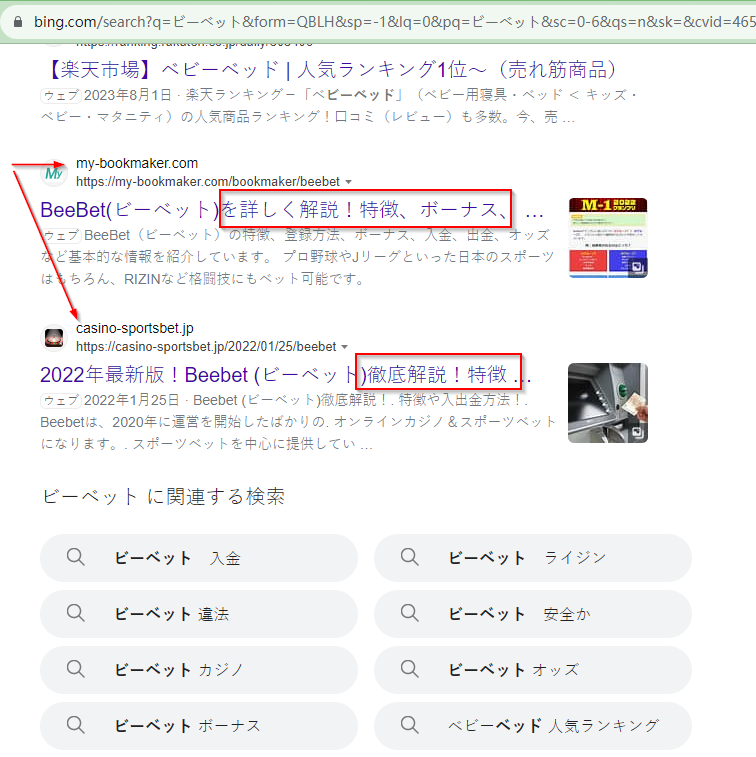 bing.com/search?q=ビーベット&form=QBLH&sp=-1&lq=0&pq=ビーベット&sc=0-6&qs=n&sk=&cvid=465
【楽天市場】ベビーベッド | 人気ランキング1位～（売れ筋商品）
ウェブ 2023年8月1日 · 楽天ランキング－「ベビーベッド」（ベビー用寝具・ベッド ＜ キッズ・
ベビー・マタニティ）の人気商品ランキング！口コミ（レビュー）も多数。今、売 ...
My
my-bookmaker.com
https://my-bookmaker.com/bookmaker/beebet
BeeBet(ビーベット)を詳しく解説！特徴、ボーナス、 ...
ウェブ BeeBet（ビーベット）の特徴、登録方法、ボーナス、入金、出金、オッズ
など基本的な情報を紹介しています。 プロ野球やJリーグといった日本のスポーツ
はもちろん、RIZINなど格闘技にもベット可能です。
M-1
グランプリ
casino-sportsbet.jp
https://casino-sportsbet.jp/2022/01/25/beebet
2022年最新版！Beebet (ビーベット)徹底解説！特徴 ...
ウェブ 2022年1月25日 · Beebet (ビーベット)徹底解説！. 特徴や入出金方法！.
Beebetは、2020年に運営を開始したばかりの. オンラインカジノ＆スポーツベット
になります。. スポーツベットを中心に提供してい ...
ビーベット に関連する検索
ビーベット 入金
ビーベット ライジン
ビーベット 違法
ビーベット 安全か
ビーベット カジノ
ビーベット オッズ
ビーベット ボーナス
ベビーベッド 人気ランキング